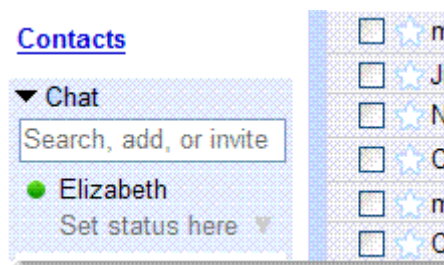 Contacts
Chat
Search, add, or invite
Elizabeth
Set status here
m
J
N
C
m
C